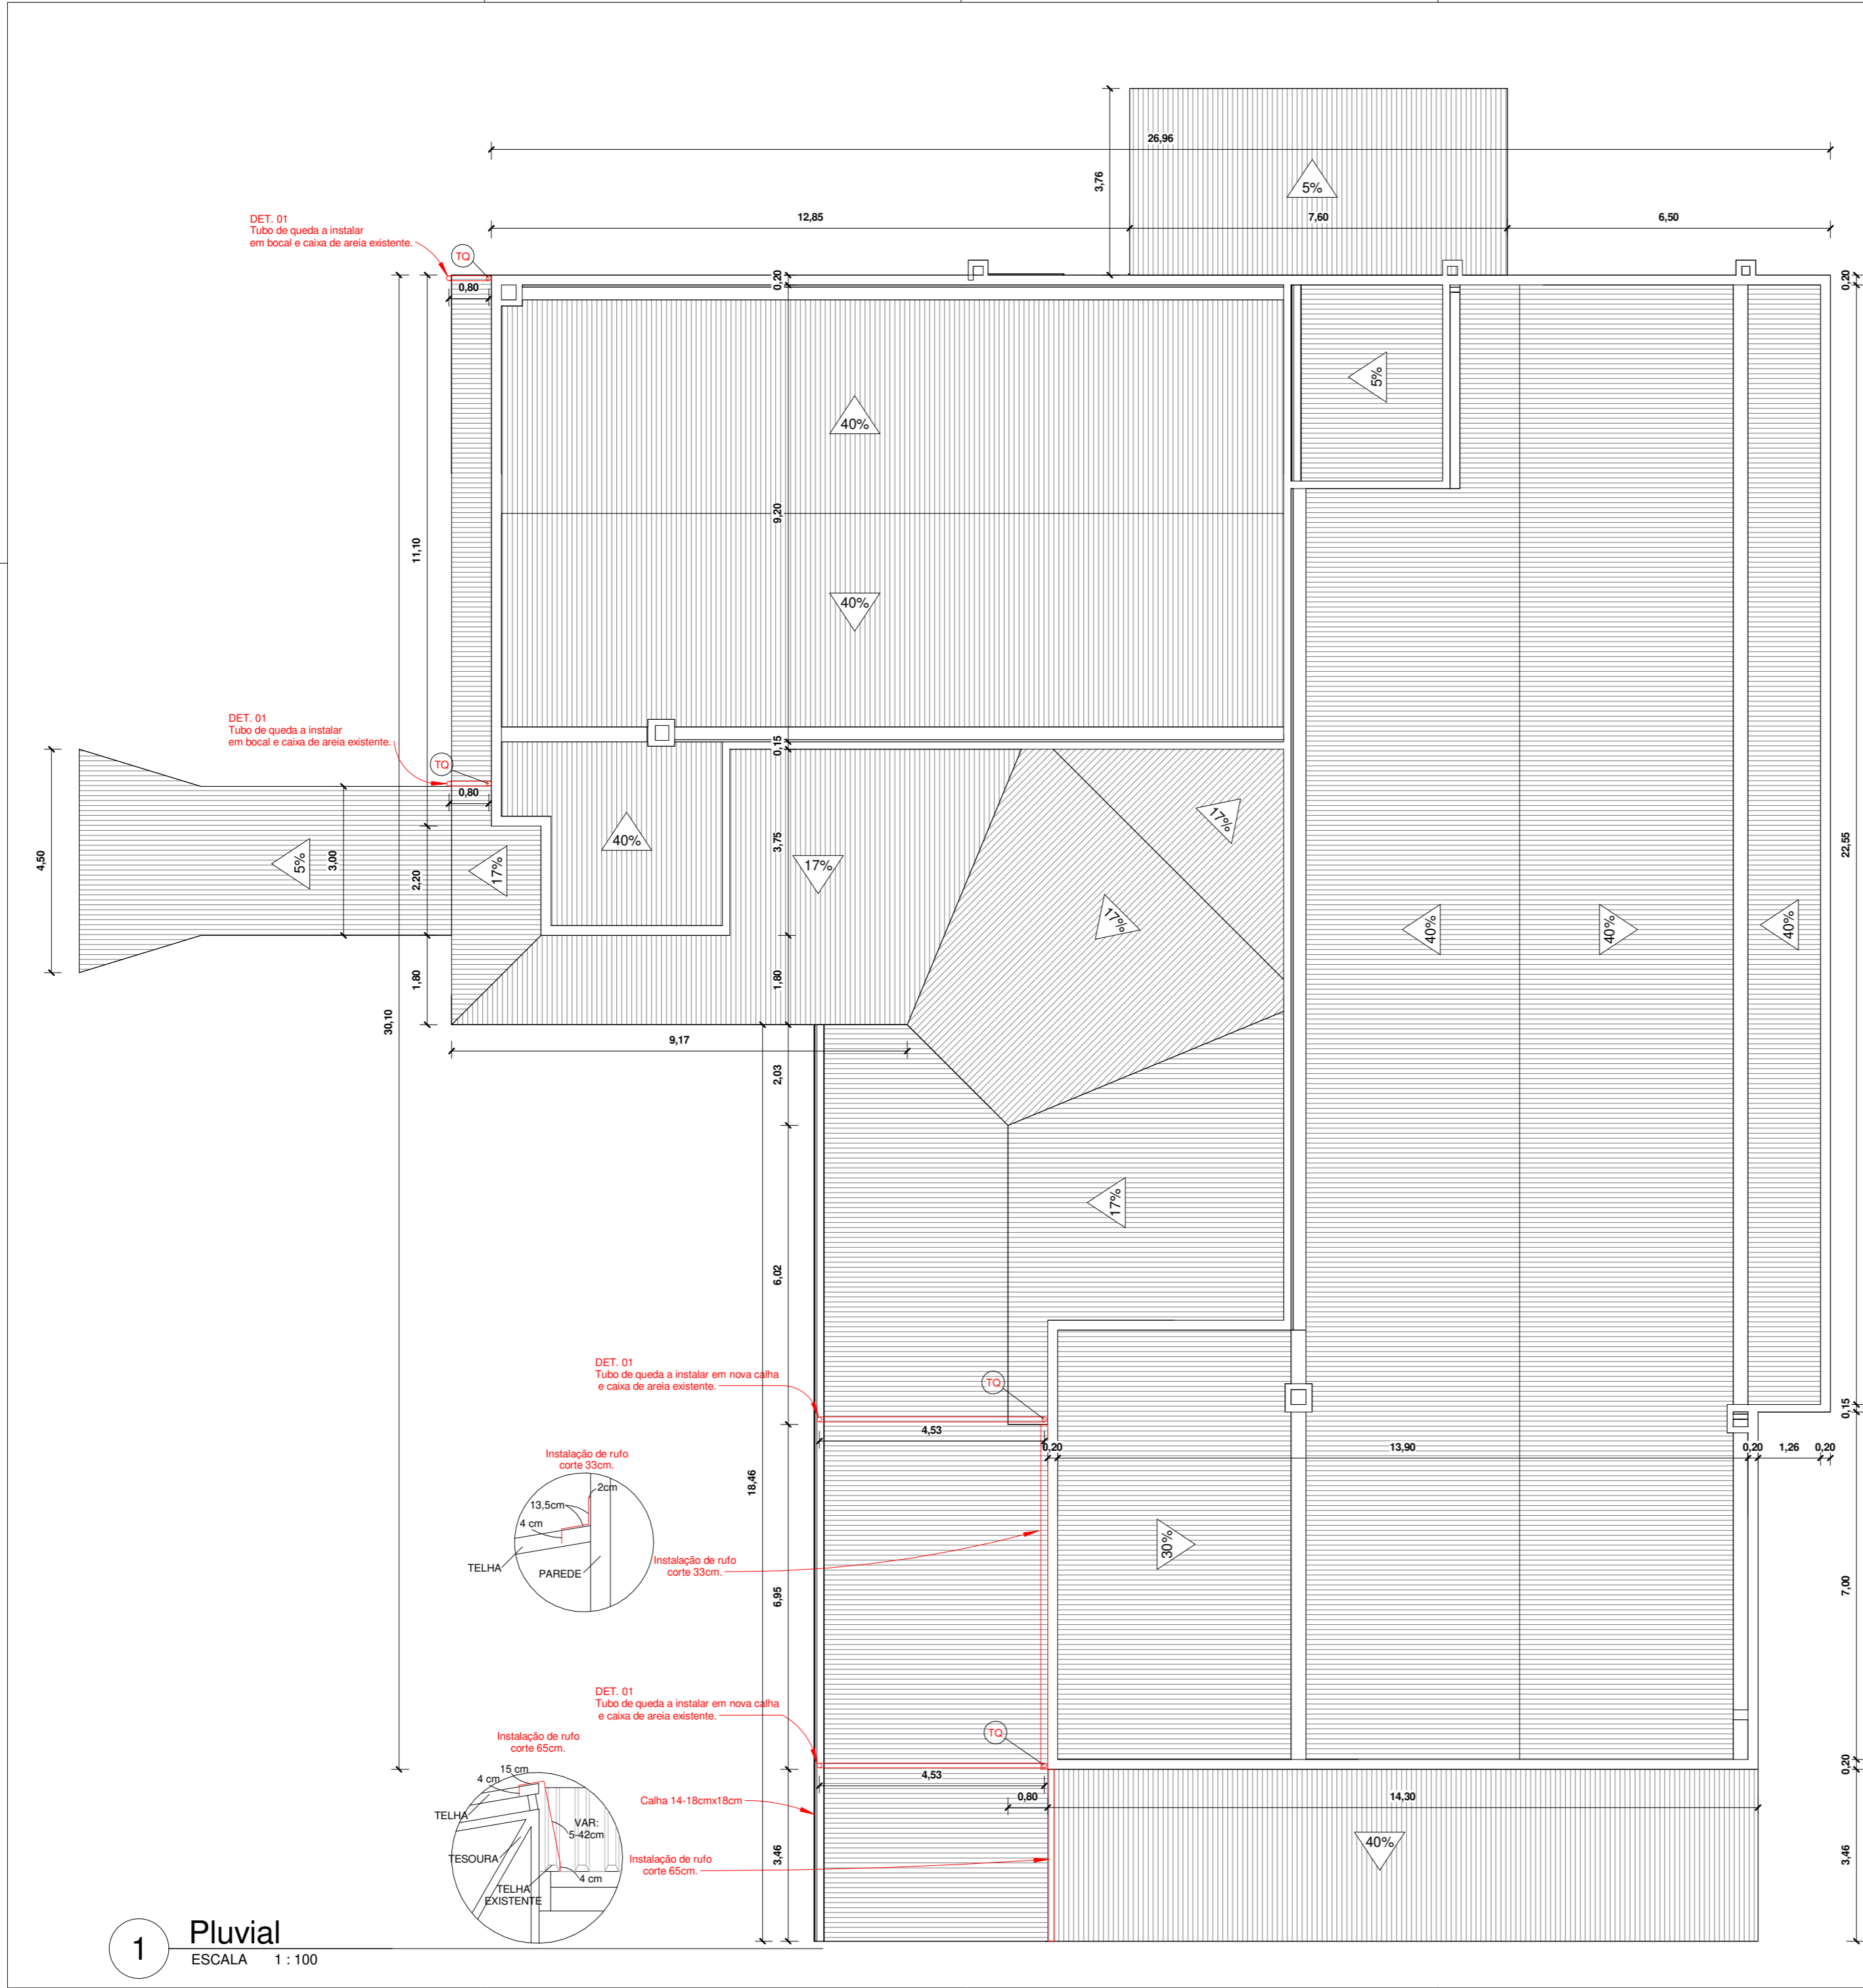 26,96
3,76
5%
12,85
7,60
6,50
DET. 01
Tubo de queda a instalar
em bocal e caixa de areia existente.
TQ
0,80
0,20
0,20
5%
40%
9,20
11,10
40%
DET. 01
Tubo de queda a instalar
em bocal e caixa de areia existente.
TQ
0,80
0,15
17%
40%
3,75
17%
4,50
5%
3,00
17%
2,20
22,55
17%
40%
40%
40%
1,80
1,80
30,10
9,17
2,03
17%
6,02
DET. 01
Tubo de queda a instalar em nova calha
e caixa de areia existente.
TQ
4,53
0,15
0,20
13,90
0,20
1,26
0,20
Instalação de rufo
corte 33cm.
18,46
2cm
13,5cm
4 cm
TELHA
PAREDE
Instalação de rufo
corte 33cm.
30%
6,95
7,00
DET. 01
Tubo de queda a instalar em nova calha
e caixa de areia existente.
TQ
Instalação de rufo
corte 65cm.
15 cm
4 cm
4,53
0,20
0,80
14,30
Calha 14-18cmx18cm
TELHA
VAR:
5-42cm
40%
TESOURA
Instalação de rufo
corte 65cm.
3,46
3,46
4 cm
TELHA
EXISTENTE
1
Pluvial
ESCALA 1 : 100